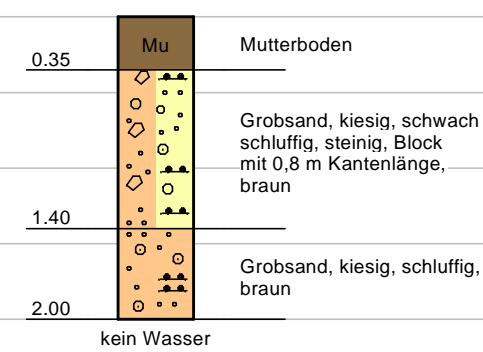 Mu
Mutterboden
0.35
Grobsand, kiesig, schwach
schluffig, steinig, Block
mit 0,8 m Kantenlänge,
braun
1.40
Grobsand, kiesig, schluffig,
braun
2.00
kein Wasser